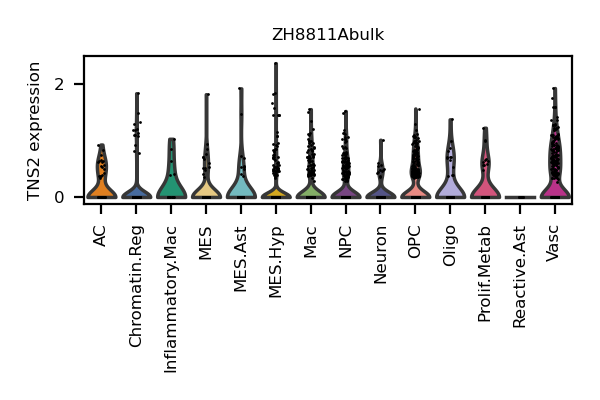 ZH8811Abulk
TNS2 expression
2
0
AC
Chromatin.Reg
Inflammatory.Mac
MES
MES.Ast
MES.Hyp
Mac
NPC
Neuron
OPC
Oligo
Prolif.Metab
Reactive.Ast
Vasc